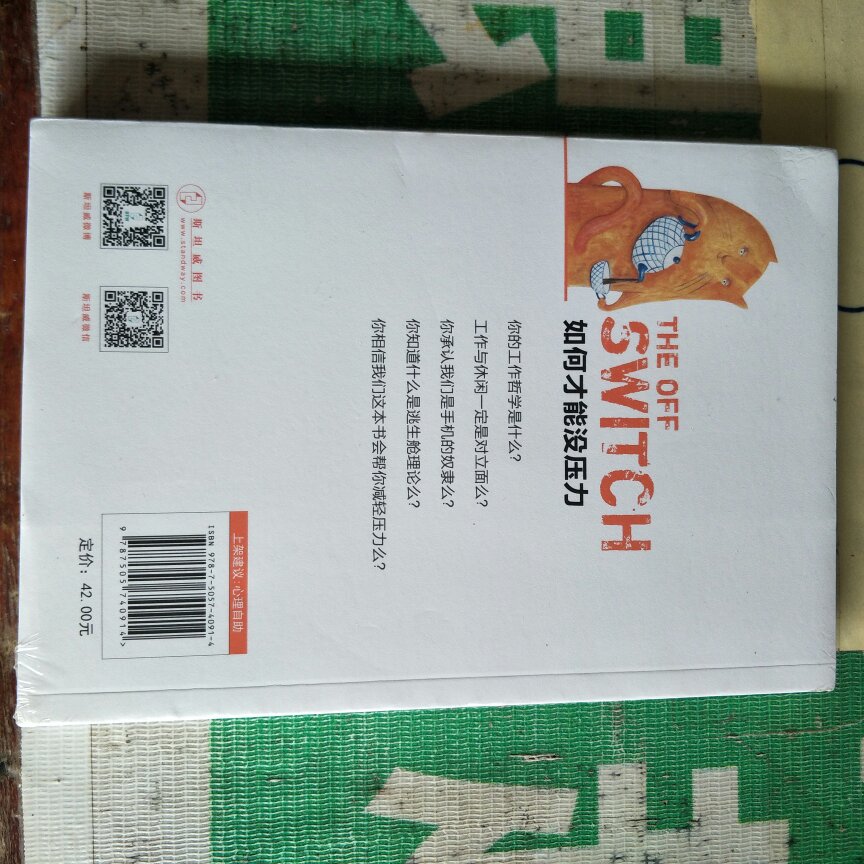 THE OFF
SWITCH
如何才能没压力
你的工作哲学是什么?
工作与休闲一定是对立面么?
你承认我们是手机的奴隶么?
你知道什么是逃生舱理论么?
你相信我们这本书会帮你减轻压力么?
斯坦威图书
www.standway.com
斯坦威微博
斯坦威微信
上架建议:心理自助
ISBN 978-7-5057-4091-4
9 787505 740914 >
定价: 42.00元